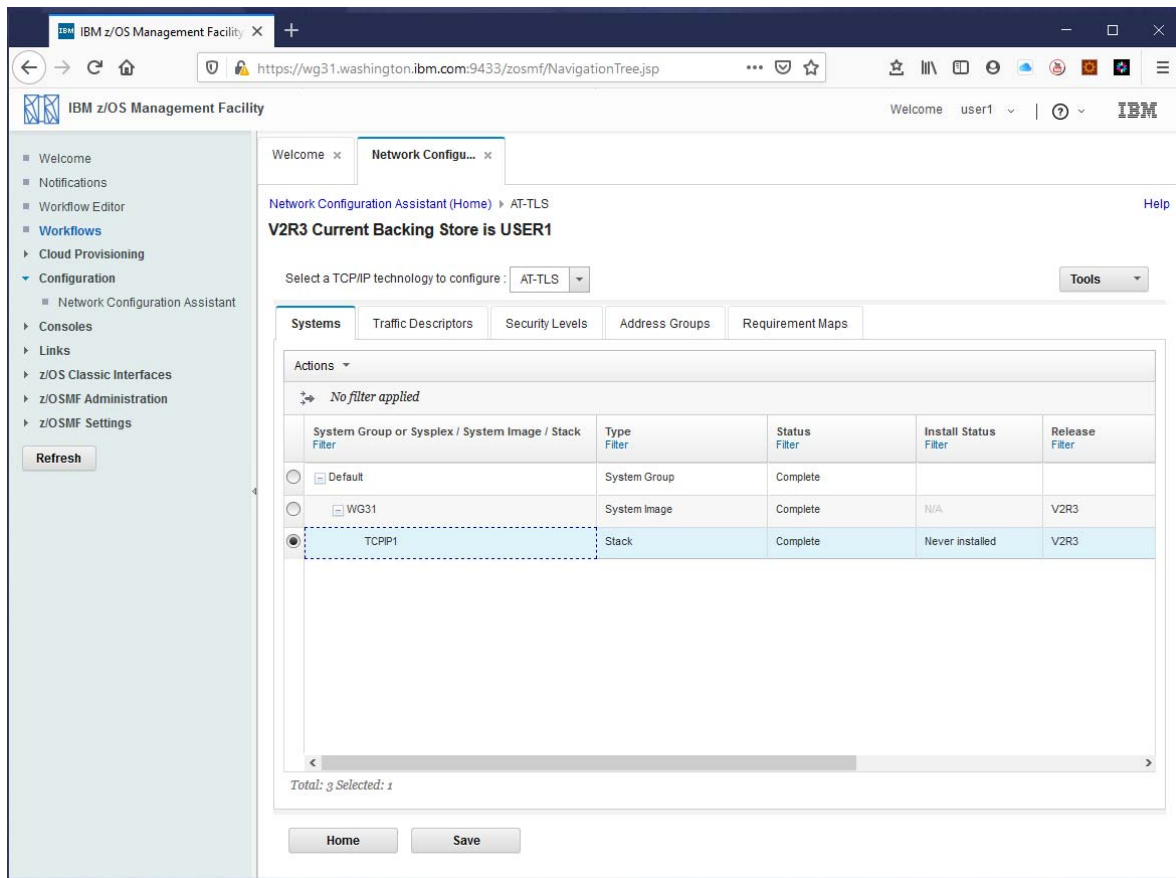 IBM IBM z/OS Management Facility
https://wg31.washington.ibm.com:9433/zosmf/NavigationTree.jsp
IBM z/OS Management Facility
Welcome user1
IBM
Welcome
Notifications
Workflow Editor
Workflows
Cloud Provisioning
Configuration
Network Configuration Assistant
Consoles
Links
z/OS Classic Interfaces
z/OSMF Administration
z/OSMF Settings
Refresh
Welcome Network Configu...
Network Configuration Assistant (Home) AT-TLS Help
V2R3 Current Backing Store is USER1
Select a TCP/IP technology to configure : AT-TLS Tools
Systems Traffic Descriptors Security Levels Address Groups Requirement Maps
Actions
No filter applied
System Group or Sysplex / System Image / Stack Type Status Install Status Release
Filter Filter Filter Filter Filter
Default System Group Complete
WG31 System Image Complete N/A V2R3
TCPIP1 Stack Complete Never installed V2R3
Total: 3 Selected: 1
Home Save